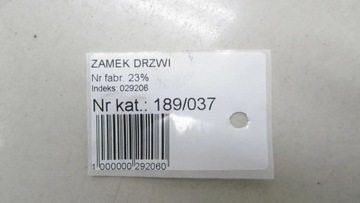 ZAMEK DRZWI
Nr fabr. 23%
Indeks: 029206
Nr kat.: 189/037
1 000000 292060